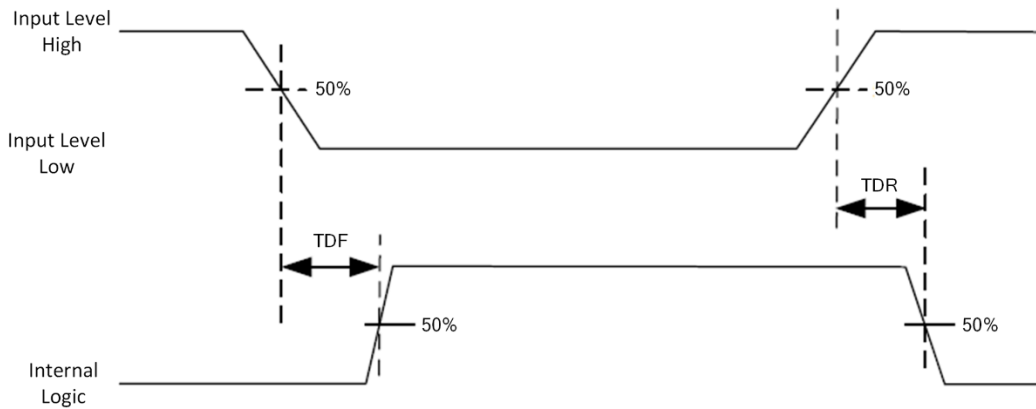 Input Level
High
50%
50%
Input Level
Low
TDR
TDF
50%
50%
Internal
Logic